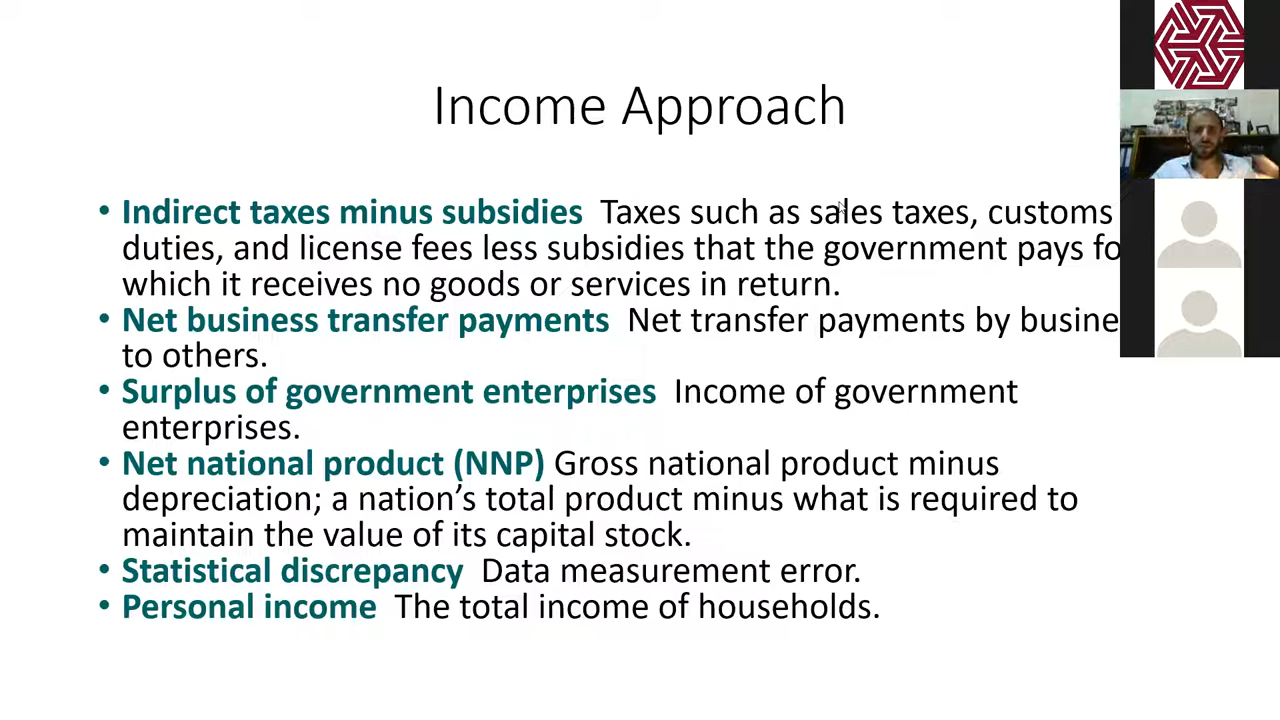 Income Approach
• Indirect taxes minus subsidies Taxes such as sales taxes, customs
duties, and license fees less subsidies that the government pays fo
which it receives no goods or services in return.
• Net business transfer payments Net transfer payments by busine
to others.
• Surplus of government enterprises Income of government
enterprises.
• Net national product (NNP) Gross national product minus
depreciation; a nation’s total product minus what is required to
maintain the value of its capital stock.
• Statistical discrepancy Data measurement error.
• Personal income The total income of households.